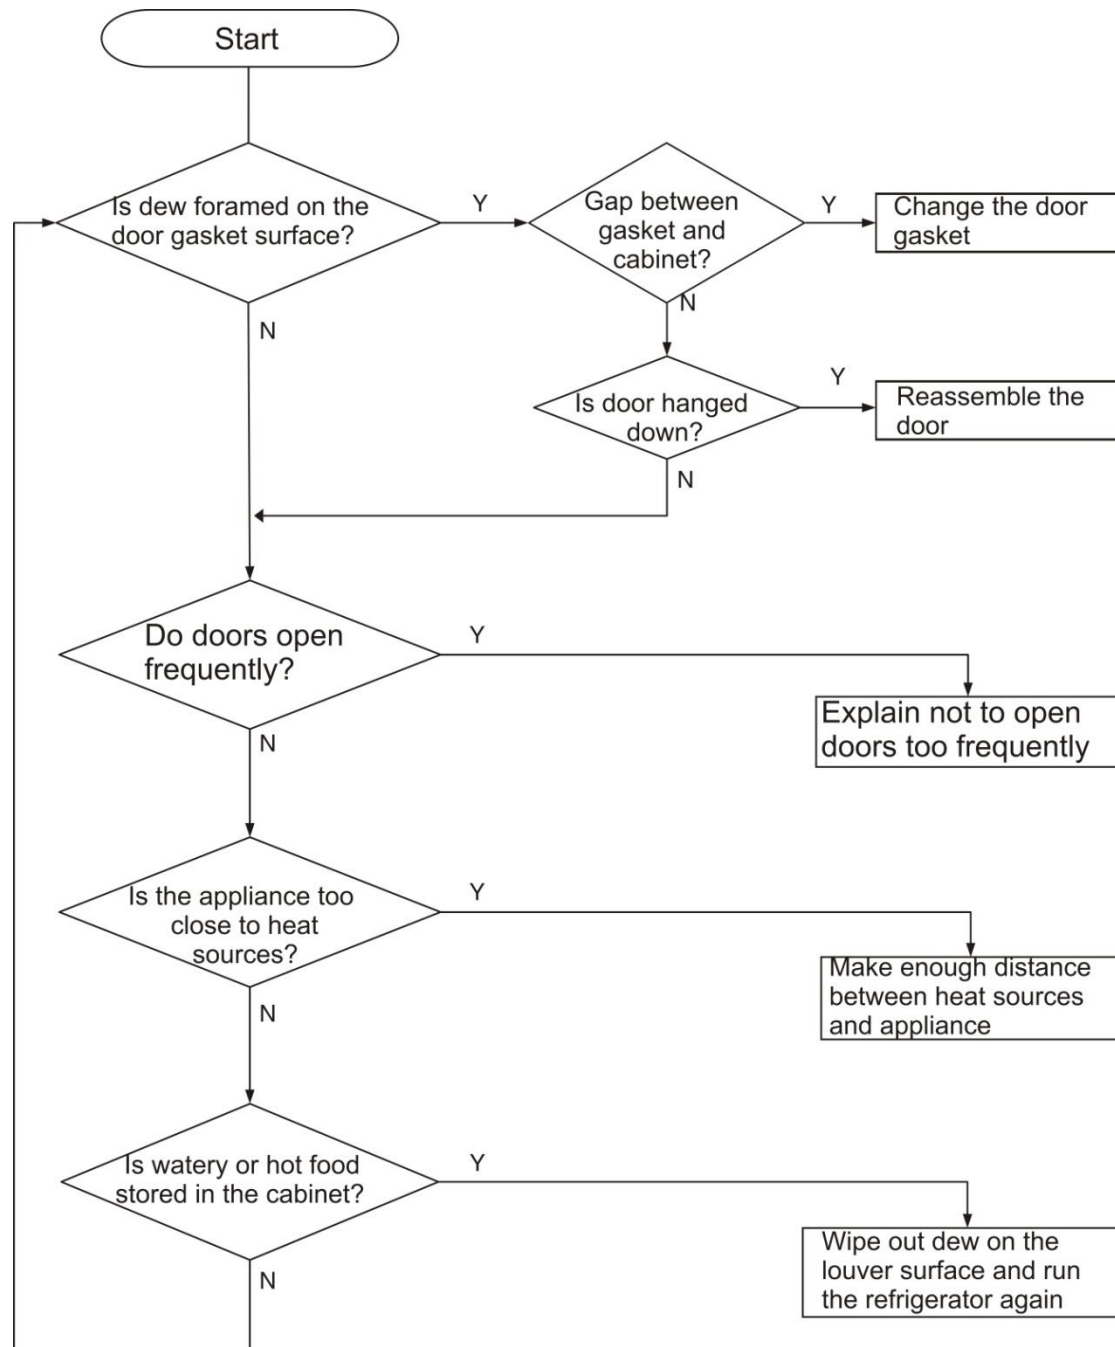 Start
Is dew foramed on the
door gasket surface?
Y
Gap between
gasket and
cabinet?
Y
Change the door
gasket
N
N
Is door hanged
down?
Y
Reassemble the
door
N
Do doors open
frequently?
Y
Explain not to open
doors too frequently
N
Is the appliance too
close to heat
sources?
Y
Make enough distance
between heat sources
and appliance
N
Is watery or hot food
stored in the cabinet?
Y
Wipe out dew on the
louver surface and run
the refrigerator again
N